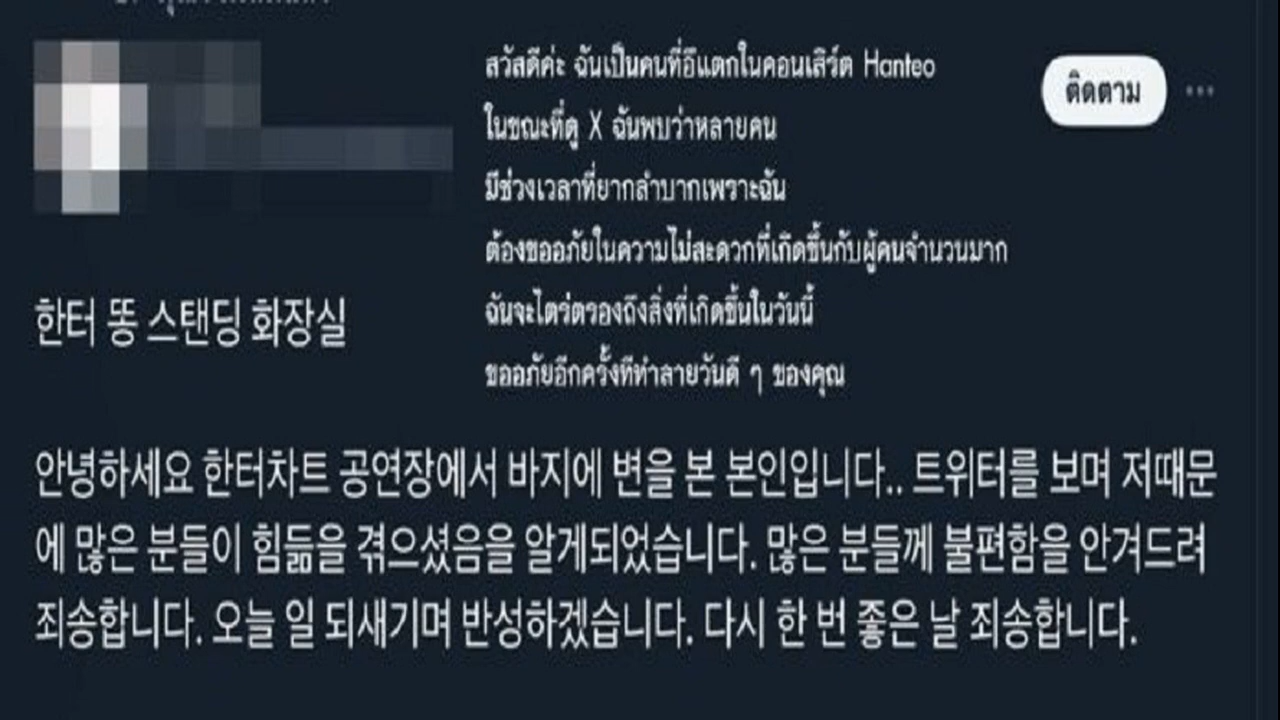 สวัสดีค่ะ ฉันเป็นคนที่อึแตกในคอนเสิร์ต Hanteo
ติดตาม
ในขณะที่ดู X ฉันพบว่าหลายคน
มีช่วงเวลาที่ยากลำบากเพราะฉัน
ต้องขออภัยในความไม่สะดวกที่เกิดขึ้นกับผู้คนจำนวนมาก
ฉันจะไตร่ตรองถึงสิ่งที่เกิดขึ้นในวันนี้
ขออภัยอีกครั้งที่ทำลายวันดี ๆ ของคุณ
한터 똥 스탠딩 화장실
안녕하세요 한터차트 공연장에서 바지에 변을 본 본인입니다.. 트위터를 보며 저때문
에 많은 분들이 힘듦을 겪으셨음을 알게되었습니다. 많은 분들께 불편함을 안겨드려
죄송합니다. 오늘 일 되새기며 반성하겠습니다. 다시 한 번 좋은 날 죄송합니다.